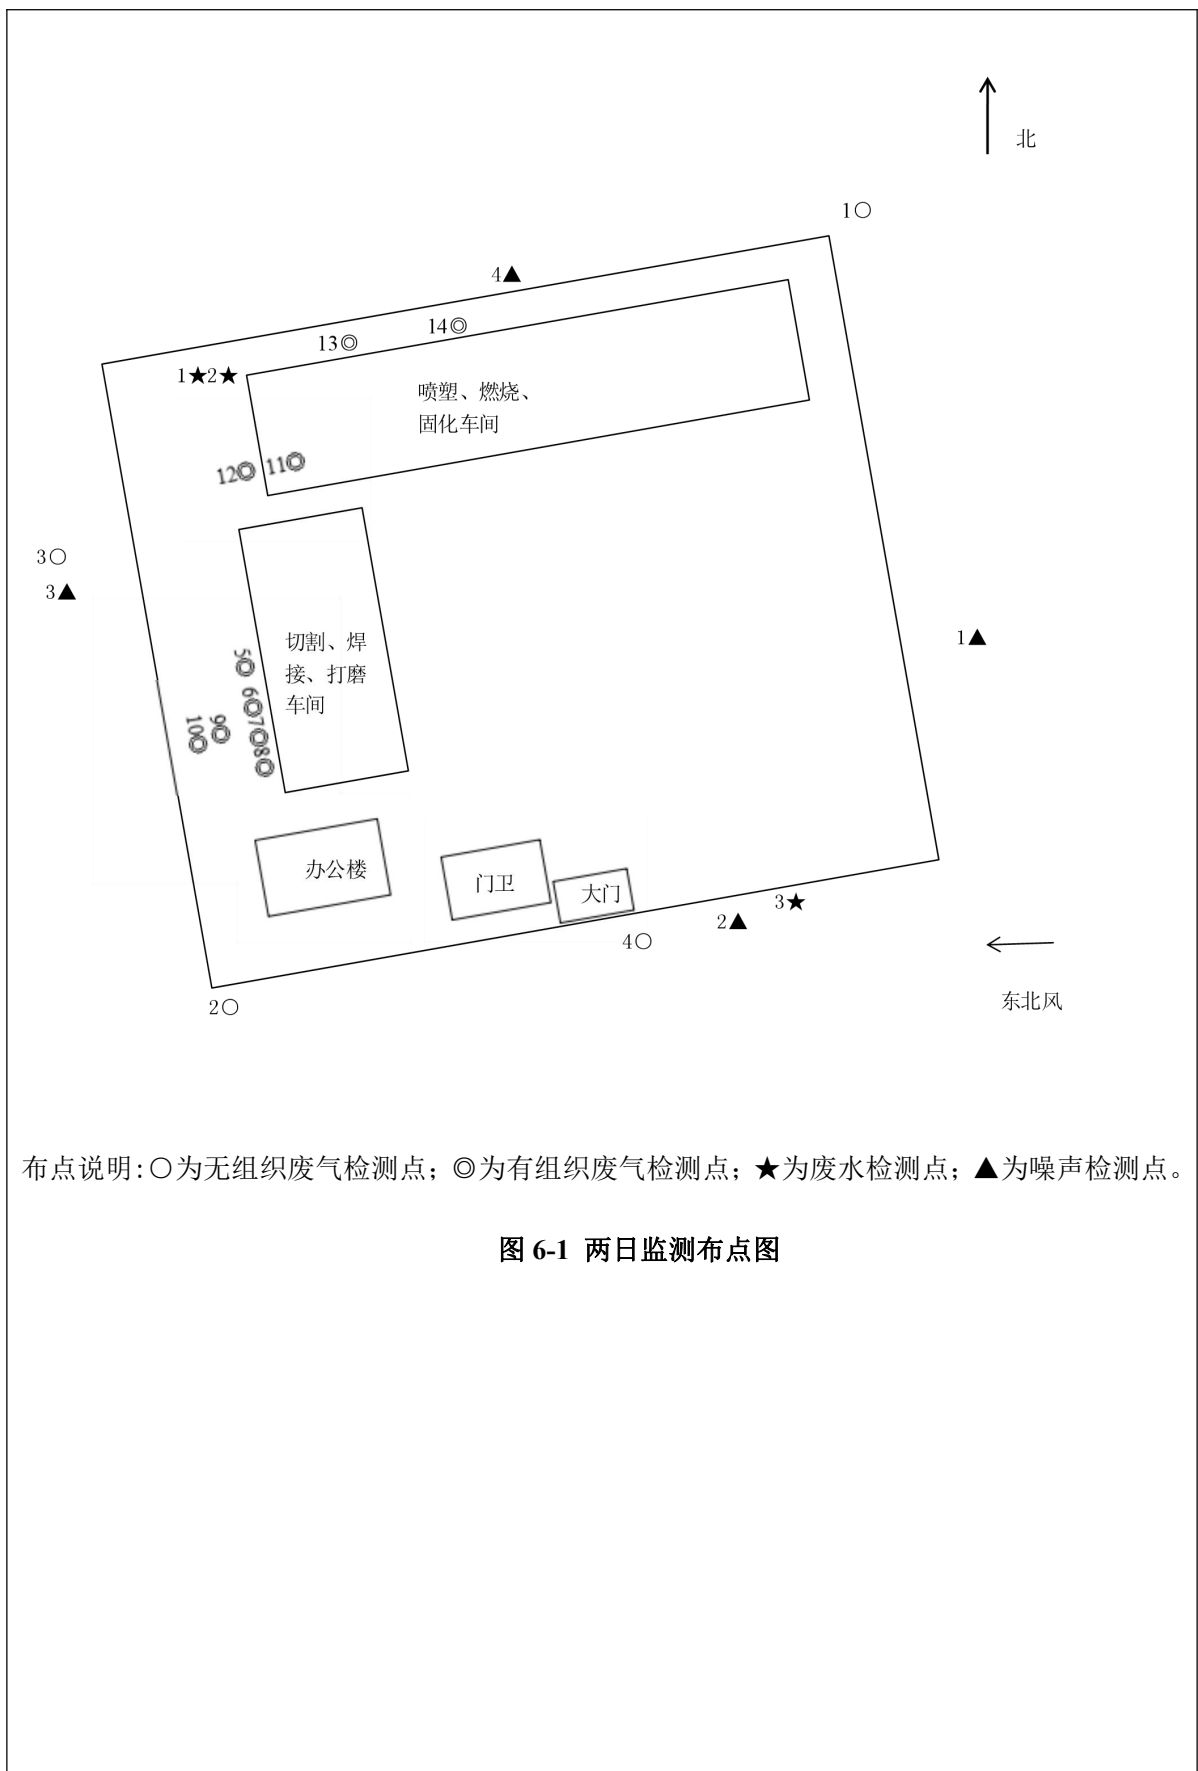 北
1○
4▲
14◎
13◎
1★2★
喷塑、燃烧、
固化车间
12◎ 11◎
3○
3▲
1▲
切割、焊
接、打磨
车间
5◎
6◎7◎8◎
9◎
10◎
办公楼
门卫
大门
3★
2▲
4○
东北风
2○
布点说明:○为无组织废气检测点；◎为有组织废气检测点；★为废水检测点；▲为噪声检测点。
图 6-1 两日监测布点图